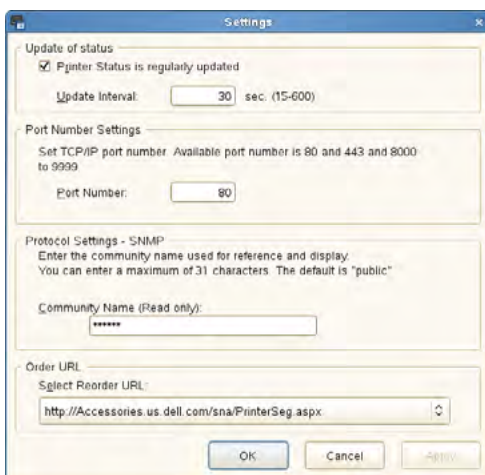 Settings
Update of status
Printer Status is regularly updated
Update Interval: 30 sec. (15-600)
Port Number Settings
Set TCP/IP port number. Available port number is 80 and 443 and 8000
to 9999
Port Number: 80
Protocol Settings - SNMP
Enter the community name used for reference and display.
You can enter a maximum of 31 characters. The default is "public"
Community Name (Read only):
******
Order URL
Select Reorder URL:
http://Accessories.us.dell.com/sna/PrinterSeg.aspx
OK Cancel Apply